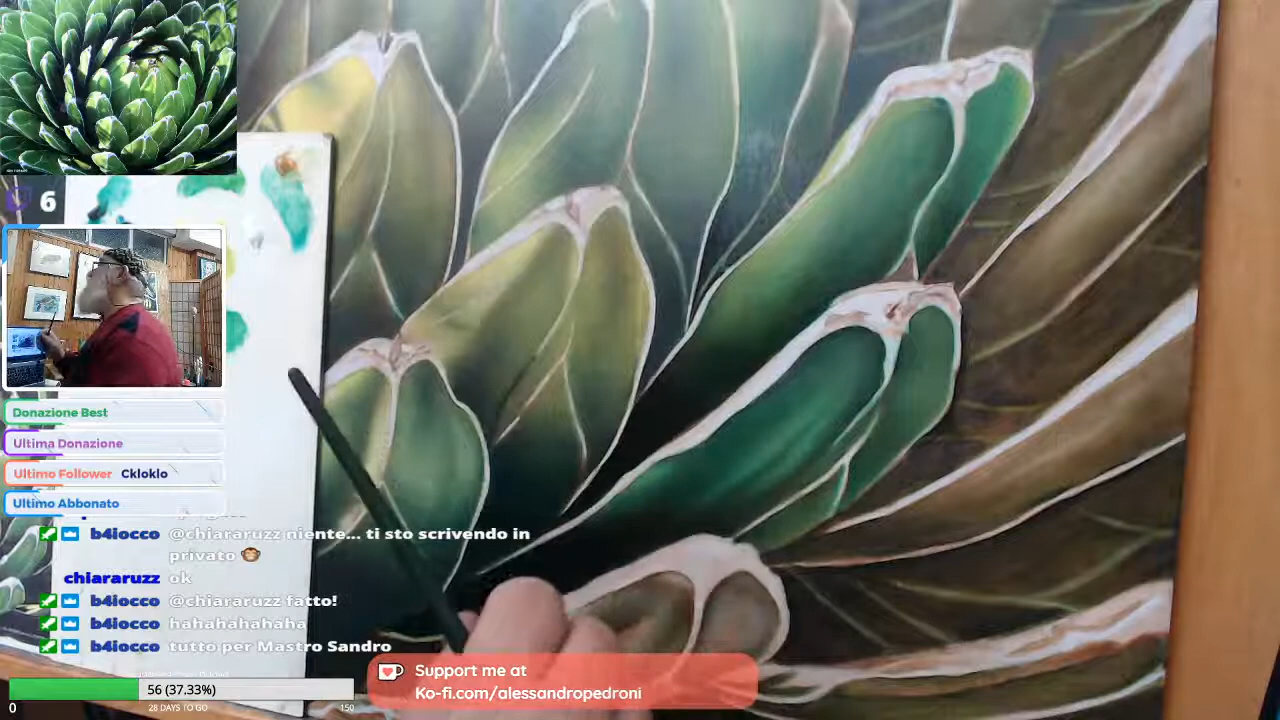 6
Donazione Best
Ultima Donazione
Ultimo Follower Ckloklo
Ultimo Abbonato
b4iocco @chiararuzz niente... ti sto scrivendo in
privato
chiararuzz ok
b4iocco @chiararuzz fatto!
b4iocco hahahahahaha
b4iocco tutto per Mastro Sandro
Support me at
Ko-fi.com/alessandropedroni
56 (37.33%)
0 28 DAYS TO GO 150